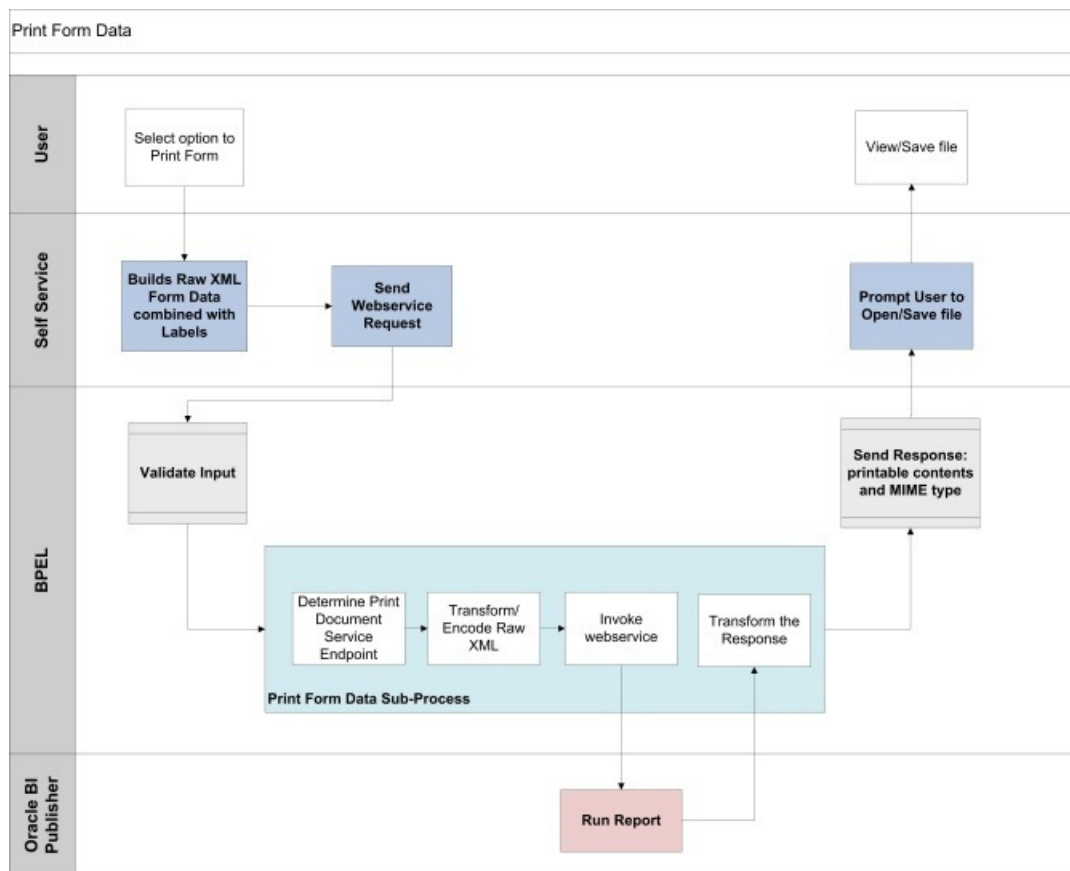 Print Form Data
User
Select option to
Print Form
View/Save file
Self Service
Builds Raw XML
Form Data
combined with
Labels
Send
Webservice
Request
Prompt User to
Open/Save file
BPEL
Validate Input
Send Response:
printable contents
and MIME type
Determine Print
Document
Service
Endpoint
Transform/
Encode Raw
XML
Invoke
webservice
Transform the
Response
Print Form Data Sub-Process
Oracle BI
Publisher
Run Report